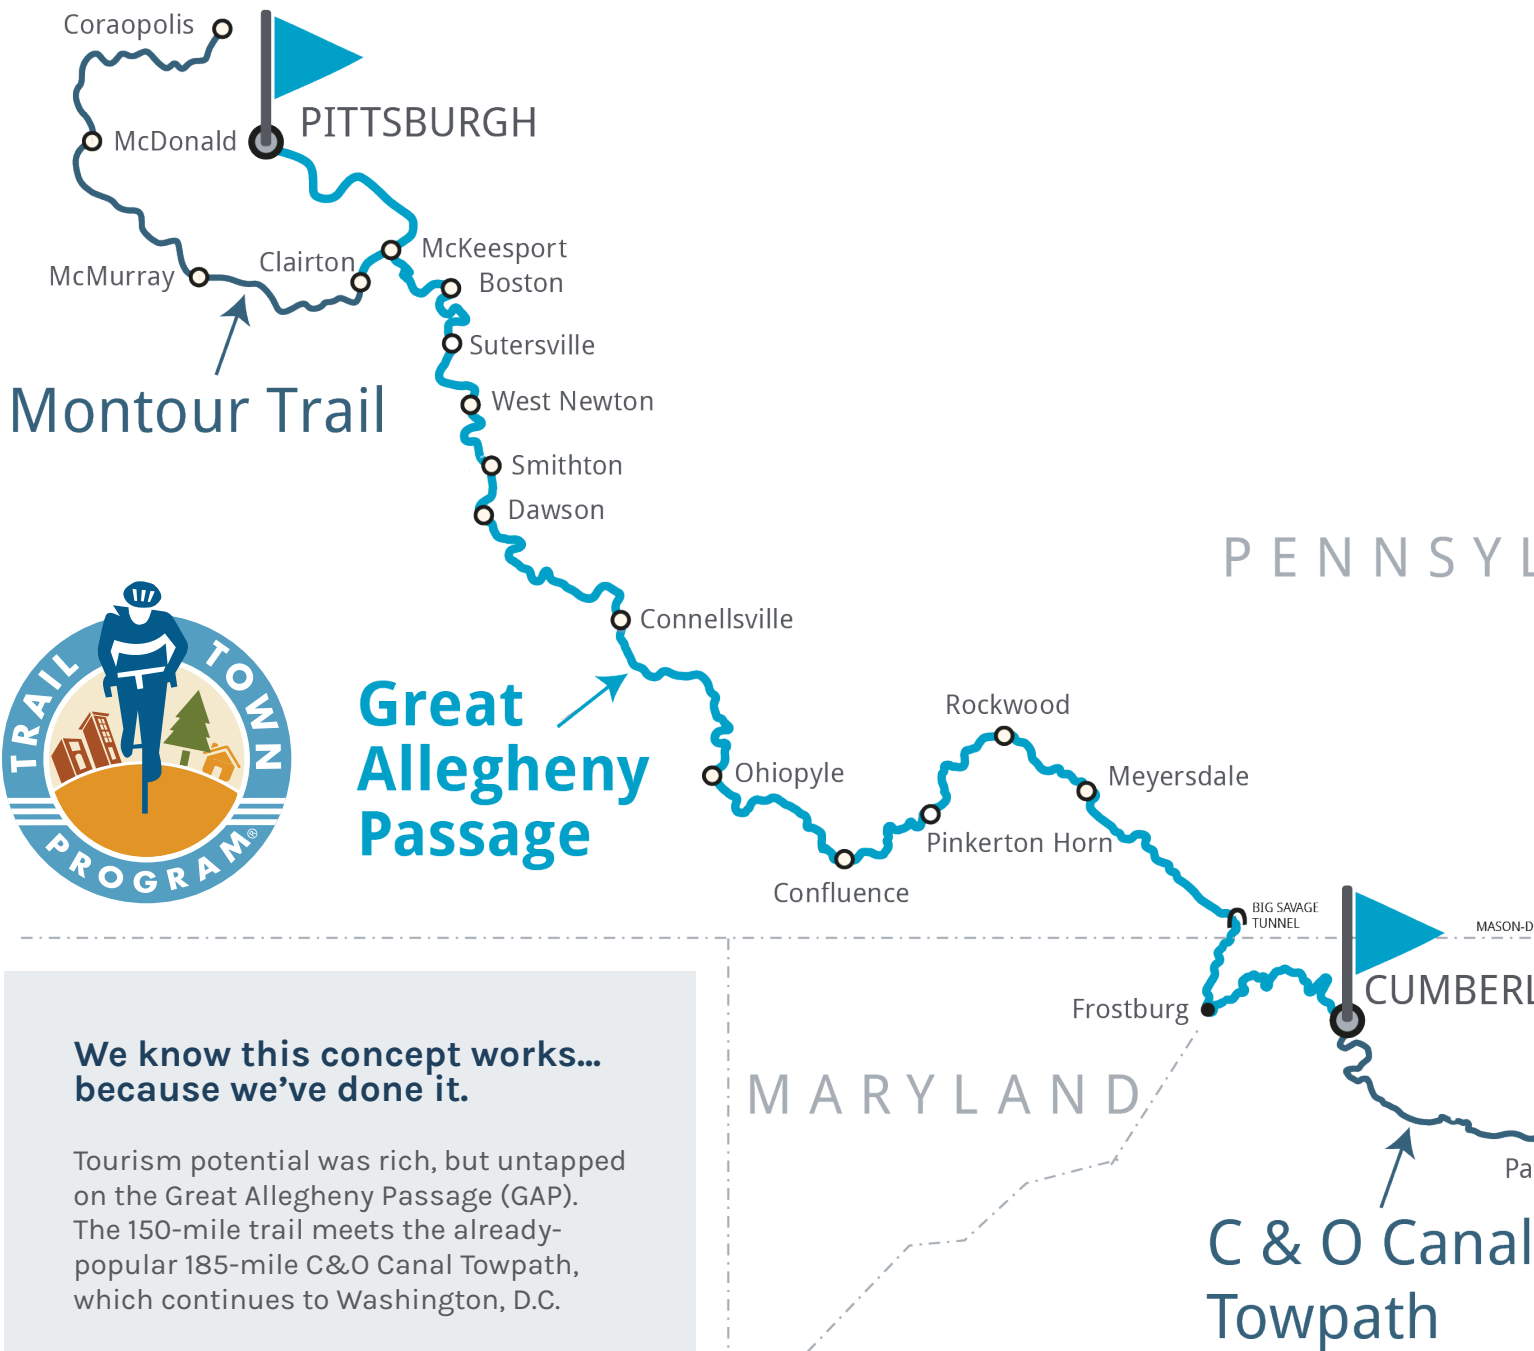 Coraopolis
PITTSBURGH
McDonald
McKeesport
Clairton
McMurray
Boston
Sutersville
Montour Trail
West Newton
Smithton
Dawson
PENNSYL
Connellsville
TRAIL TOWN
PROGRAM®
Great
Allegheny
Passage
Rockwood
Ohiopyle
Meyersdale
Pinkerton Horn
Confluence
BIG SAVAGE
TUNNEL
MASON-D
CUMBERL
Frostburg
MARYLAND
We know this concept works...
because we’ve done it.
Tourism potential was rich, but untapped
on the Great Allegheny Passage (GAP).
The 150-mile trail meets the already-
popular 185-mile C&O Canal Towpath,
which continues to Washington, D.C.
Pa
C & O Canal
Towpath